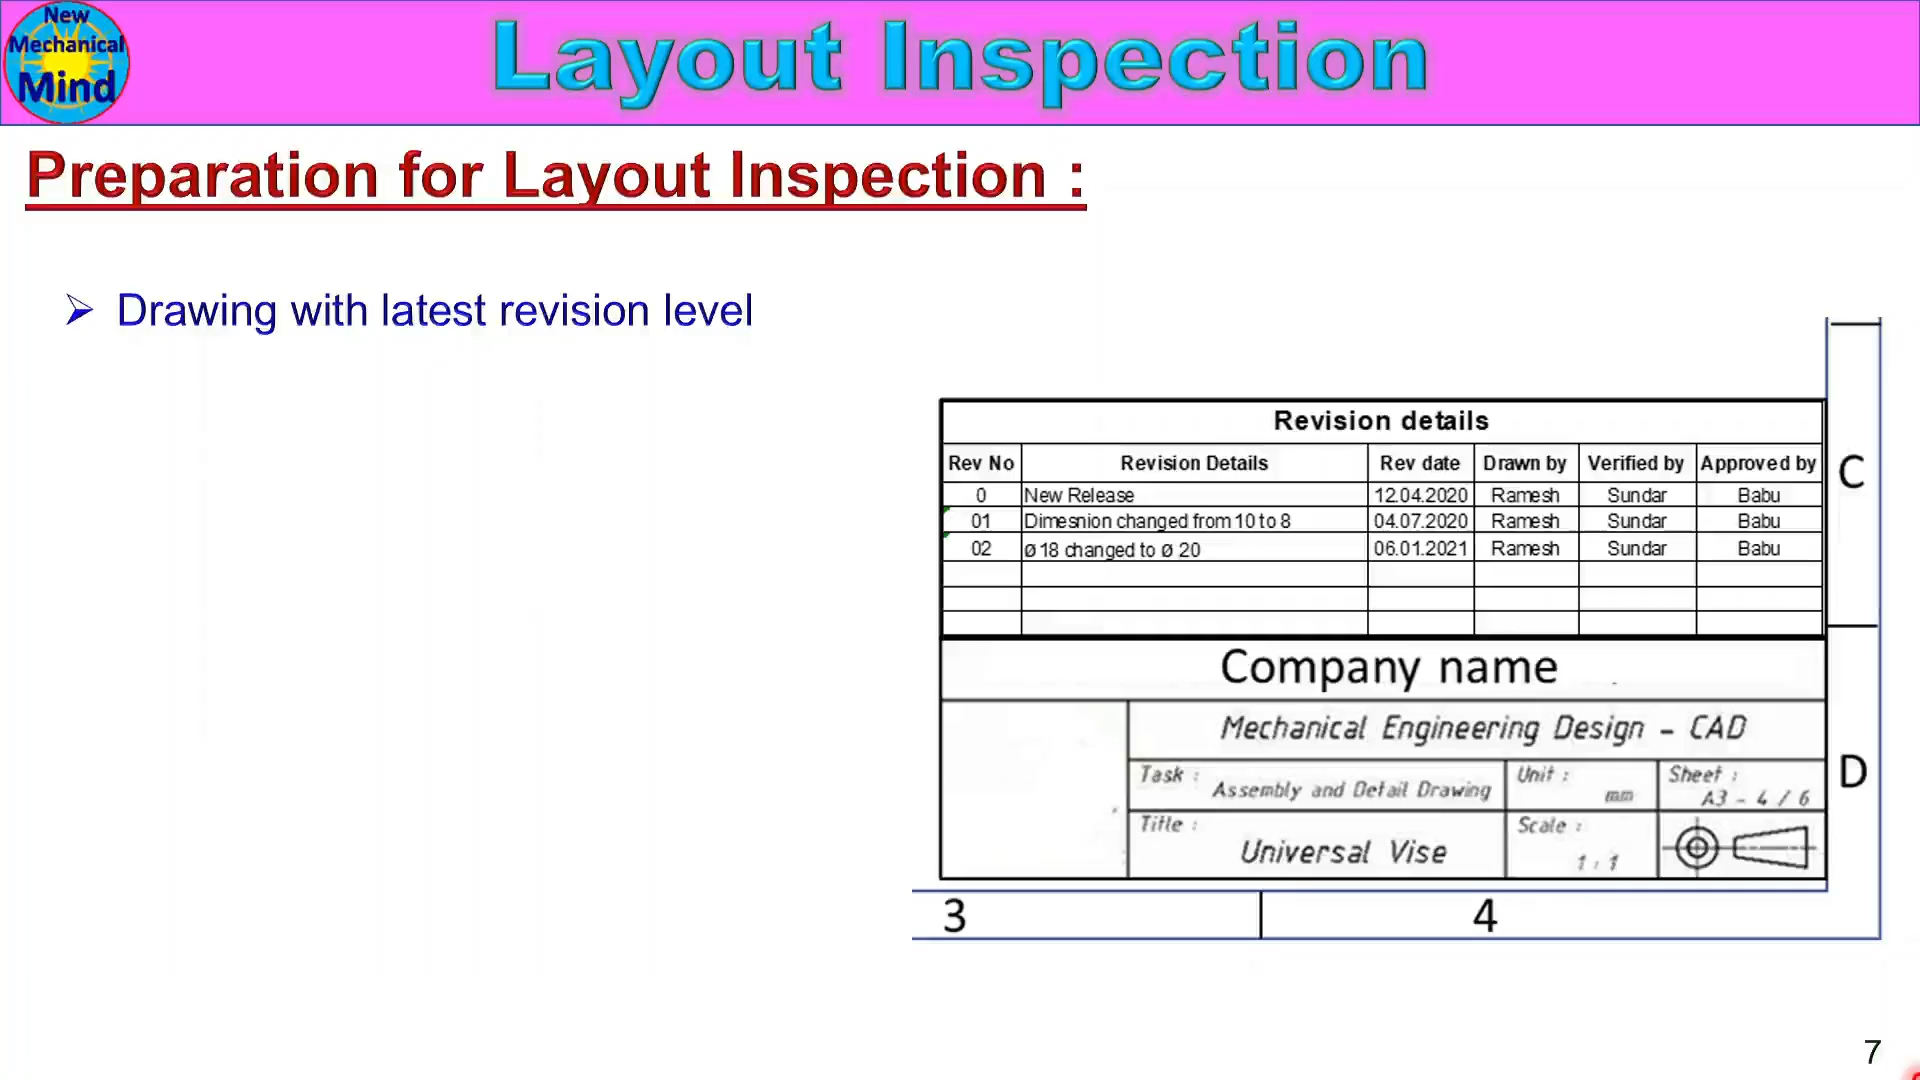 New
Mechanical
Mind
Layout Inspection
Preparation for Layout Inspection :
➢ Drawing with latest revision level
Revision details
Rev No Revision Details Rev date Drawn by Verified by Approved by
0 New Release 12.04.2020 Ramesh Sundar Babu
01 Dimesnion changed from 10 to 8 04.07.2020 Ramesh Sundar Babu
02 ø 18 changed to ø 20 06.01.2021 Ramesh Sundar Babu
C
Company name
Mechanical Engineering Design - CAD
Task : Assembly and Detail Drawing
Unit : mm
Sheet : A3 - 4 / 6
D
Title : Universal Vise
Scale : 1 : 1
3 4
7